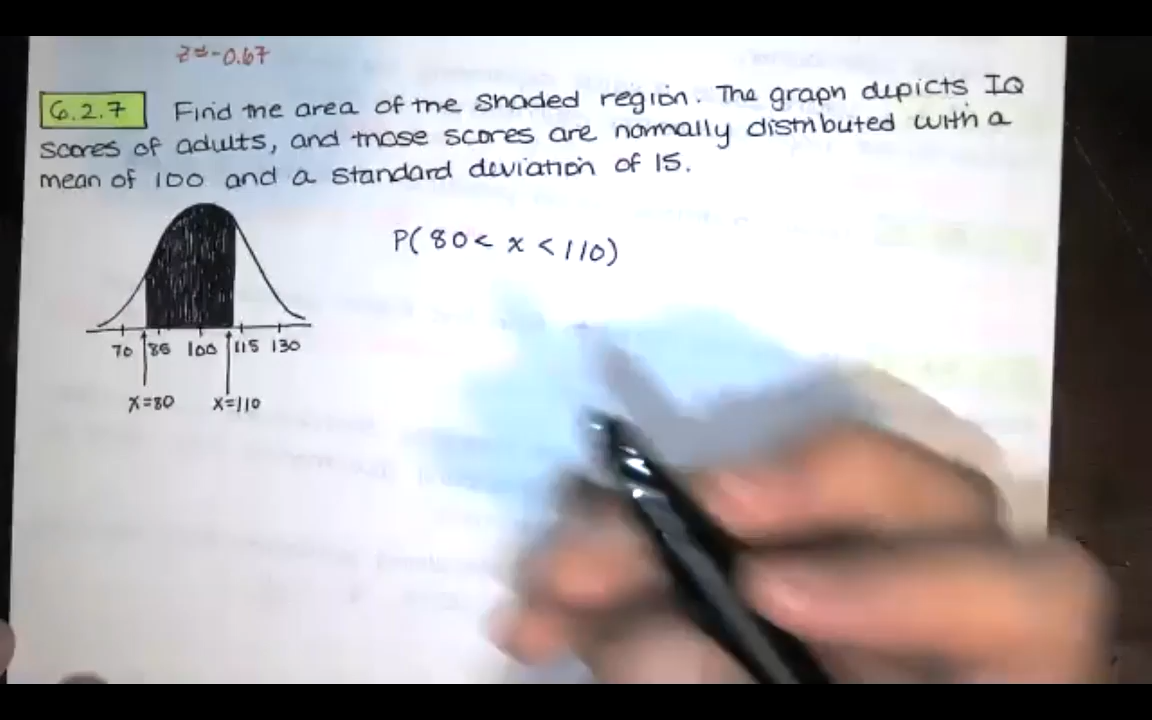 z≈-0.67
6.2.7 Find the area of the shaded region. The graph depicts IQ
scores of adults, and those scores are normally distributed with a
mean of 100 and a standard deviation of 15.
P(80< x <110)
70 85 100 115 130
x=80 x=110